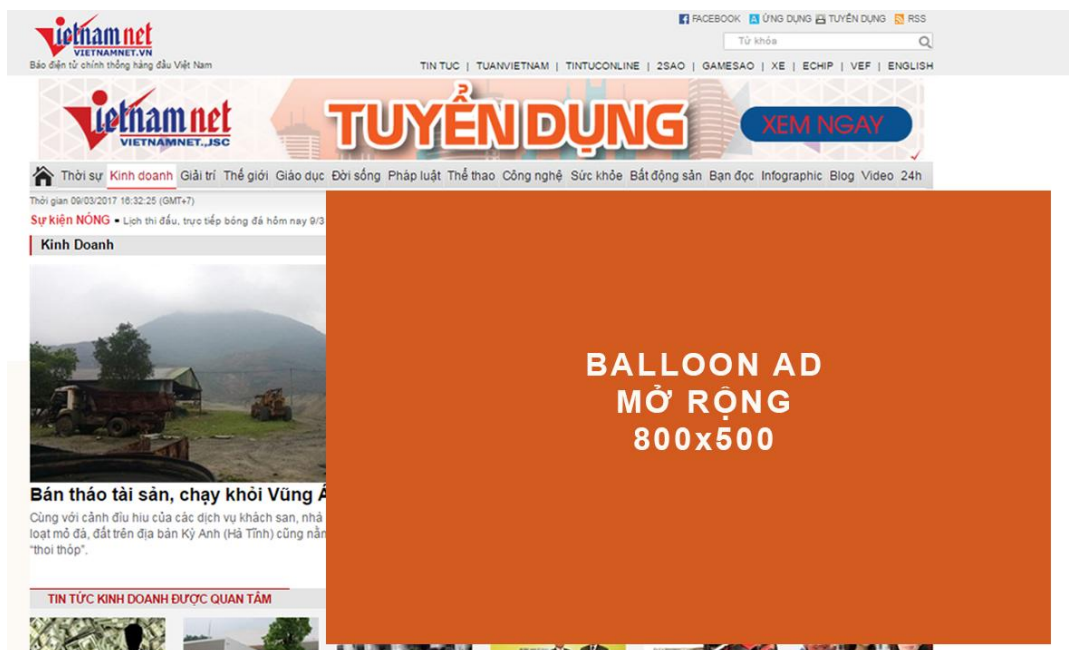 Vietnam net
VIETNAMNET.VN
Báo điện tử chính thống hàng đầu Việt Nam
FACEBOOK ỨNG DỤNG TUYỂN DỤNG RSS
Từ khóa
TIN TUC | TUANVIETNAM | TINTUCONLINE | 2SAO | GAMESAO | XE | ECHIP | VEF | ENGLISH
Vietnam net
VIETNAMNET.,JSC
TUYỂN DỤNG
XEM NGAY
Thời sự Kinh doanh Giải trí Thế giới Giáo dục Đời sống Pháp luật Thể thao Công nghệ Sức khỏe Bất động sản Bạn đọc Infographic Blog Video 24h
Thời gian 09/03/2017 16:32:25 (GMT+7)
Sự kiện NÓNG Lịch thi đấu, trực tiếp bóng đá hôm nay 9/3
Kinh Doanh
BALLOON AD
MỞ RỘNG
800x500
Bán tháo tài sản, chạy khỏi Vũng Á
Cùng với cảnh đìu hiu của các dịch vụ khách san, nhà
loạt mỏ đá, đất trên địa bàn Kỳ Anh (Hà Tĩnh) cũng nằm
“thoi thóp”.
TIN TỨC KINH DOANH ĐƯỢC QUAN TÂM